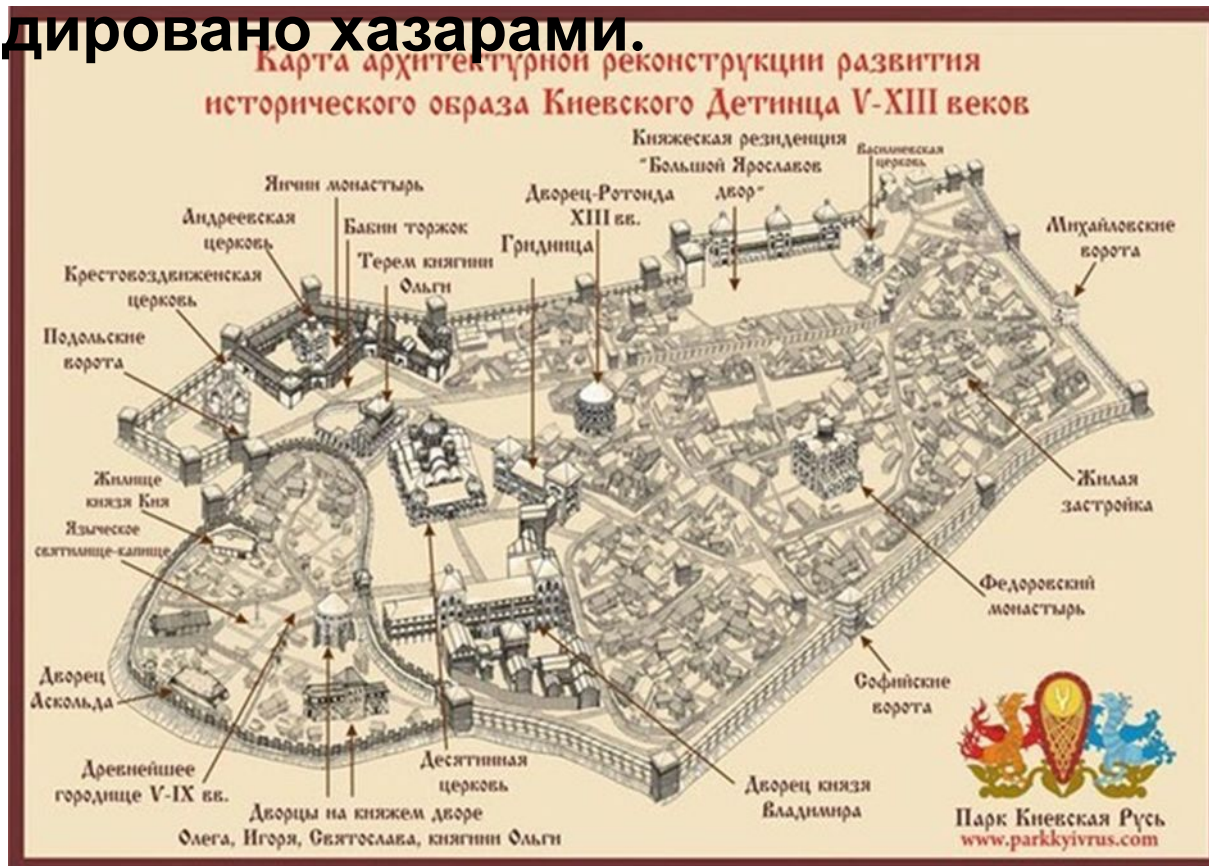 дировано хазарами.
Карта архитектурной реконструкции развития
исторического образа Киевского Детинца V-XIII веков
Княжеская резиденция
"Большой Ярославов
двор"
Василиевская
церковь
Янчин монастырь
Дворец-Ротонда
XIII вв.
Андреевская
церковь
Бабин торжок
Гридница
Михайловские
ворота
Терем княгини
Ольги
Крестовоздвиженская
церковь
Подольские
ворота
Жилище
князя Кия
Жилая
застройка
Языческое
святилище-капище
Федоровский
монастырь
Дворец
Аскольда
Софийские
ворота
Десятинная
церковь
Древнейшее
городище V-IX вв.
Дворец князя
Владимира
Дворцы на княжем дворе
Олега, Игоря, Святослава, княгини Ольги
Парк Киевская Русь
www.parkkyivrus.com